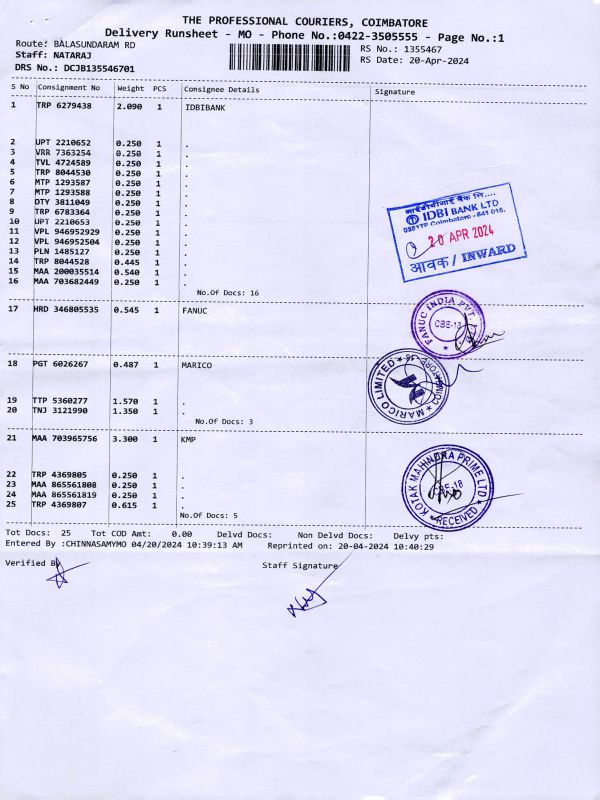 THE PROFESSIONAL COURIERS, COIMBATORE
Delivery Runsheet - MO - Phone No.:0422-3505555 - Page No.:1
Route: BALASUNDARAM RD
RS No.: 1355467
Staff: NATARAJ
RS Date: 20-Apr-2024
DRS No.: DCJB135546701
S No Consignment No Weight PCS Consignee Details Signature
1 TRP 6279438 2.090 1 IDBIBANK
2 UPT 2210652 0.250 1 .
3 VRR 7363254 0.250 1 .
4 TVL 4724589 0.250 1 .
5 TRP 8044530 0.250 1 .
6 MTP 1293587 0.250 1 .
7 MTP 1293588 0.250 1 .
8 OTY 3811049 0.250 1 .
9 TRP 6783364 0.250 1 .
10 UPT 2210653 0.250 1 .
11 VPL 946952929 0.250 1 .
12 VPL 946952504 0.250 1 .
13 PLN 1485127 0.250 1 .
14 TRP 8044528 0.445 1 .
15 MAA 200035514 0.540 1 .
16 MAA 703682449 0.250 1 .
No.Of Docs: 16
IDBI BANK LTD
Coimbatore - 641 018.
20 APR 2024
आवक / INWARD
17 HRD 346805535 0.545 1 FANUC
FANUC INDIA PVT.
CBE-18
18 PGT 6026267 0.487 1 MARICO
19 TTP 5360277 1.570 1 .
20 TNJ 3121990 1.350 1 .
No.Of Docs: 3
MARICO LIMITED
21 MAA 703965756 3.300 1 KMP
22 TRP 4369805 0.250 1 .
23 MAA 865561808 0.250 1 .
24 MAA 865561819 0.250 1 .
25 TRP 4369807 0.615 1 .
No.Of Docs: 5
KOTAK MAHINDRA PRIME LTD
CBE-18
RECEIVED
Tot Docs: 25 Tot COD Amt: 0.00 Delvd Docs: Non Delvd Docs: Delvy pts:
Entered By :CHINNASAMYMO 04/20/2024 10:39:13 AM Reprinted on: 20-04-2024 10:40:29
Verified By
Staff Signature